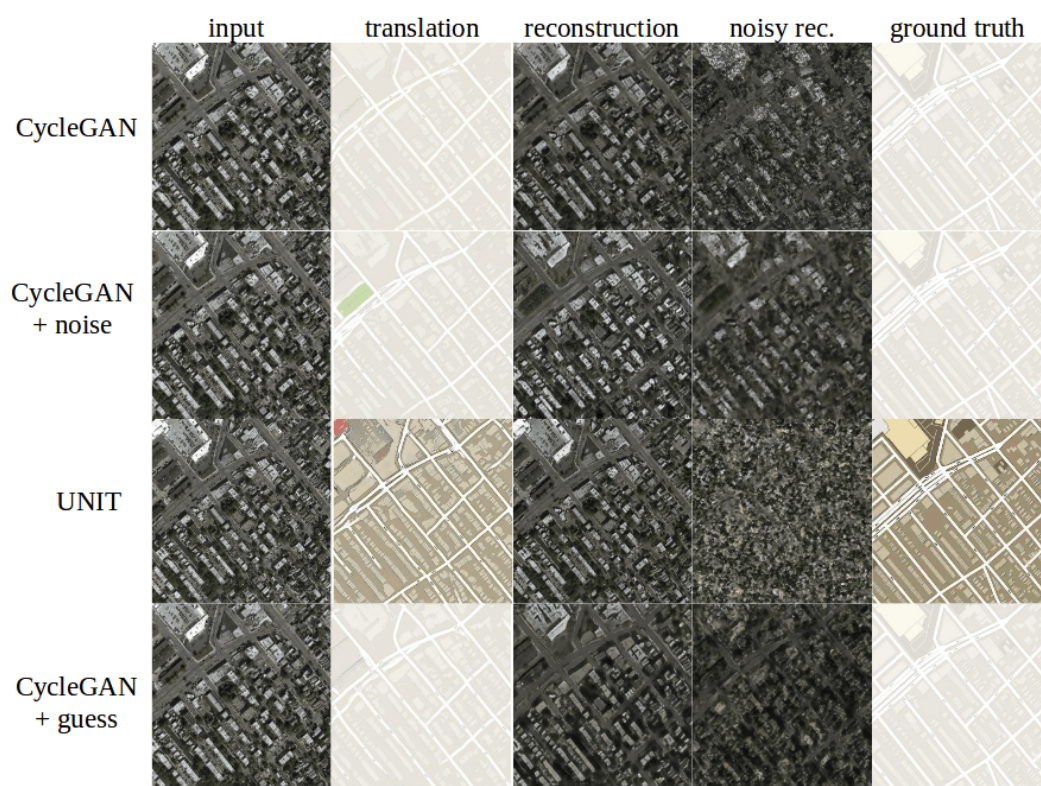 input translation reconstruction noisy rec. ground truth
CycleGAN
CycleGAN
+ noise
UNIT
CycleGAN
+ guess